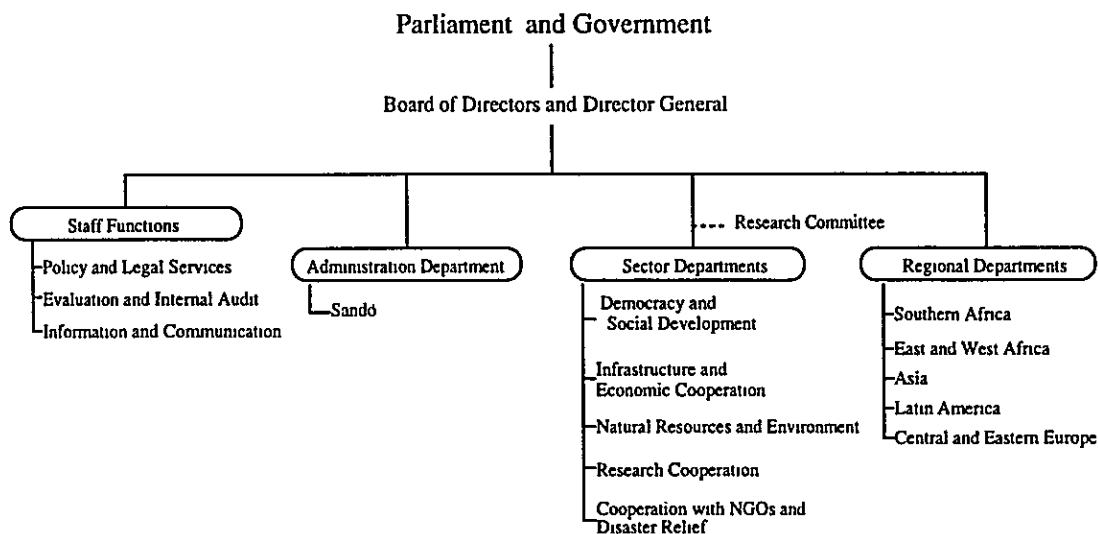 Parliament and Government
Board of Directors and Director General
Staff Functions
Policy and Legal Services
Evaluation and Internal Audit
Information and Communication
Administration Department
Sandó
Research Committee
Sector Departments
Democracy and
Social Development
Infrastructure and
Economic Cooperation
Natural Resources and Environment
Research Cooperation
Cooperation with NGOs and
Disaster Relief
Regional Departments
Southern Africa
East and West Africa
Asia
Latin America
Central and Eastern Europe